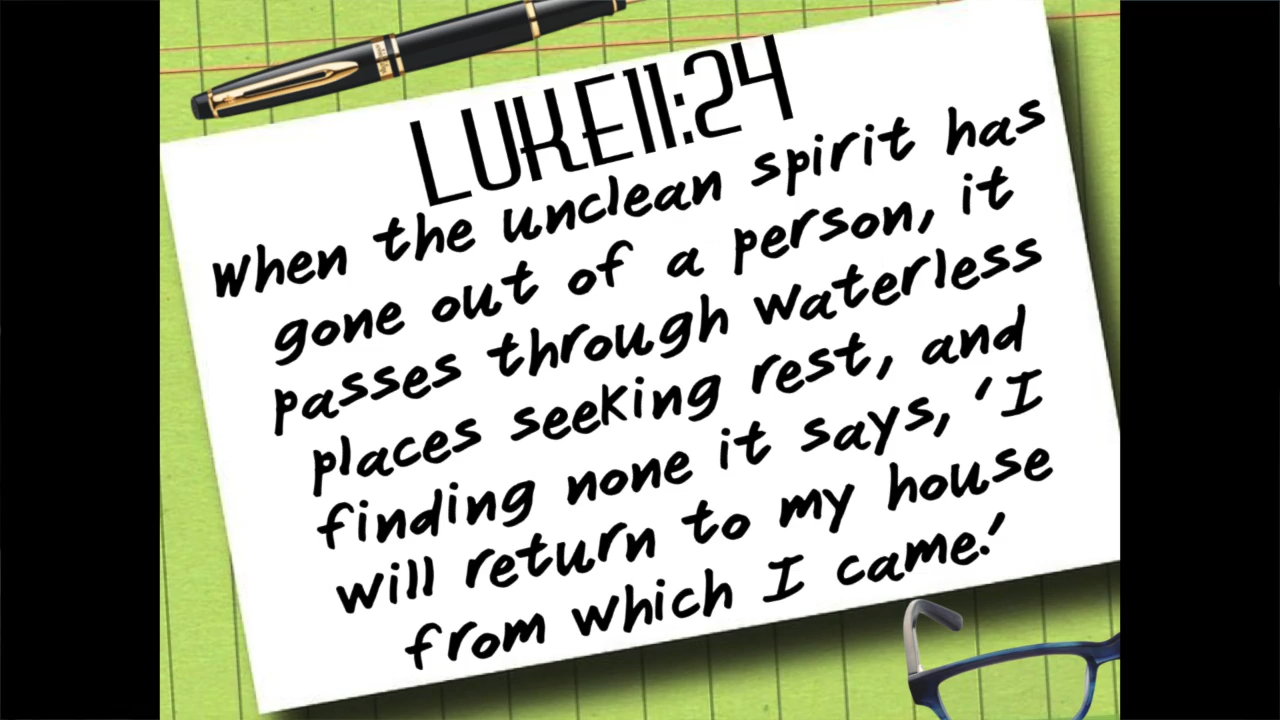 LUKE11:24
When the unclean spirit has
gone out of a person, it
passes through waterless
places seeking rest, and
finding none it says, 'I
will return to my house
from which I came.'